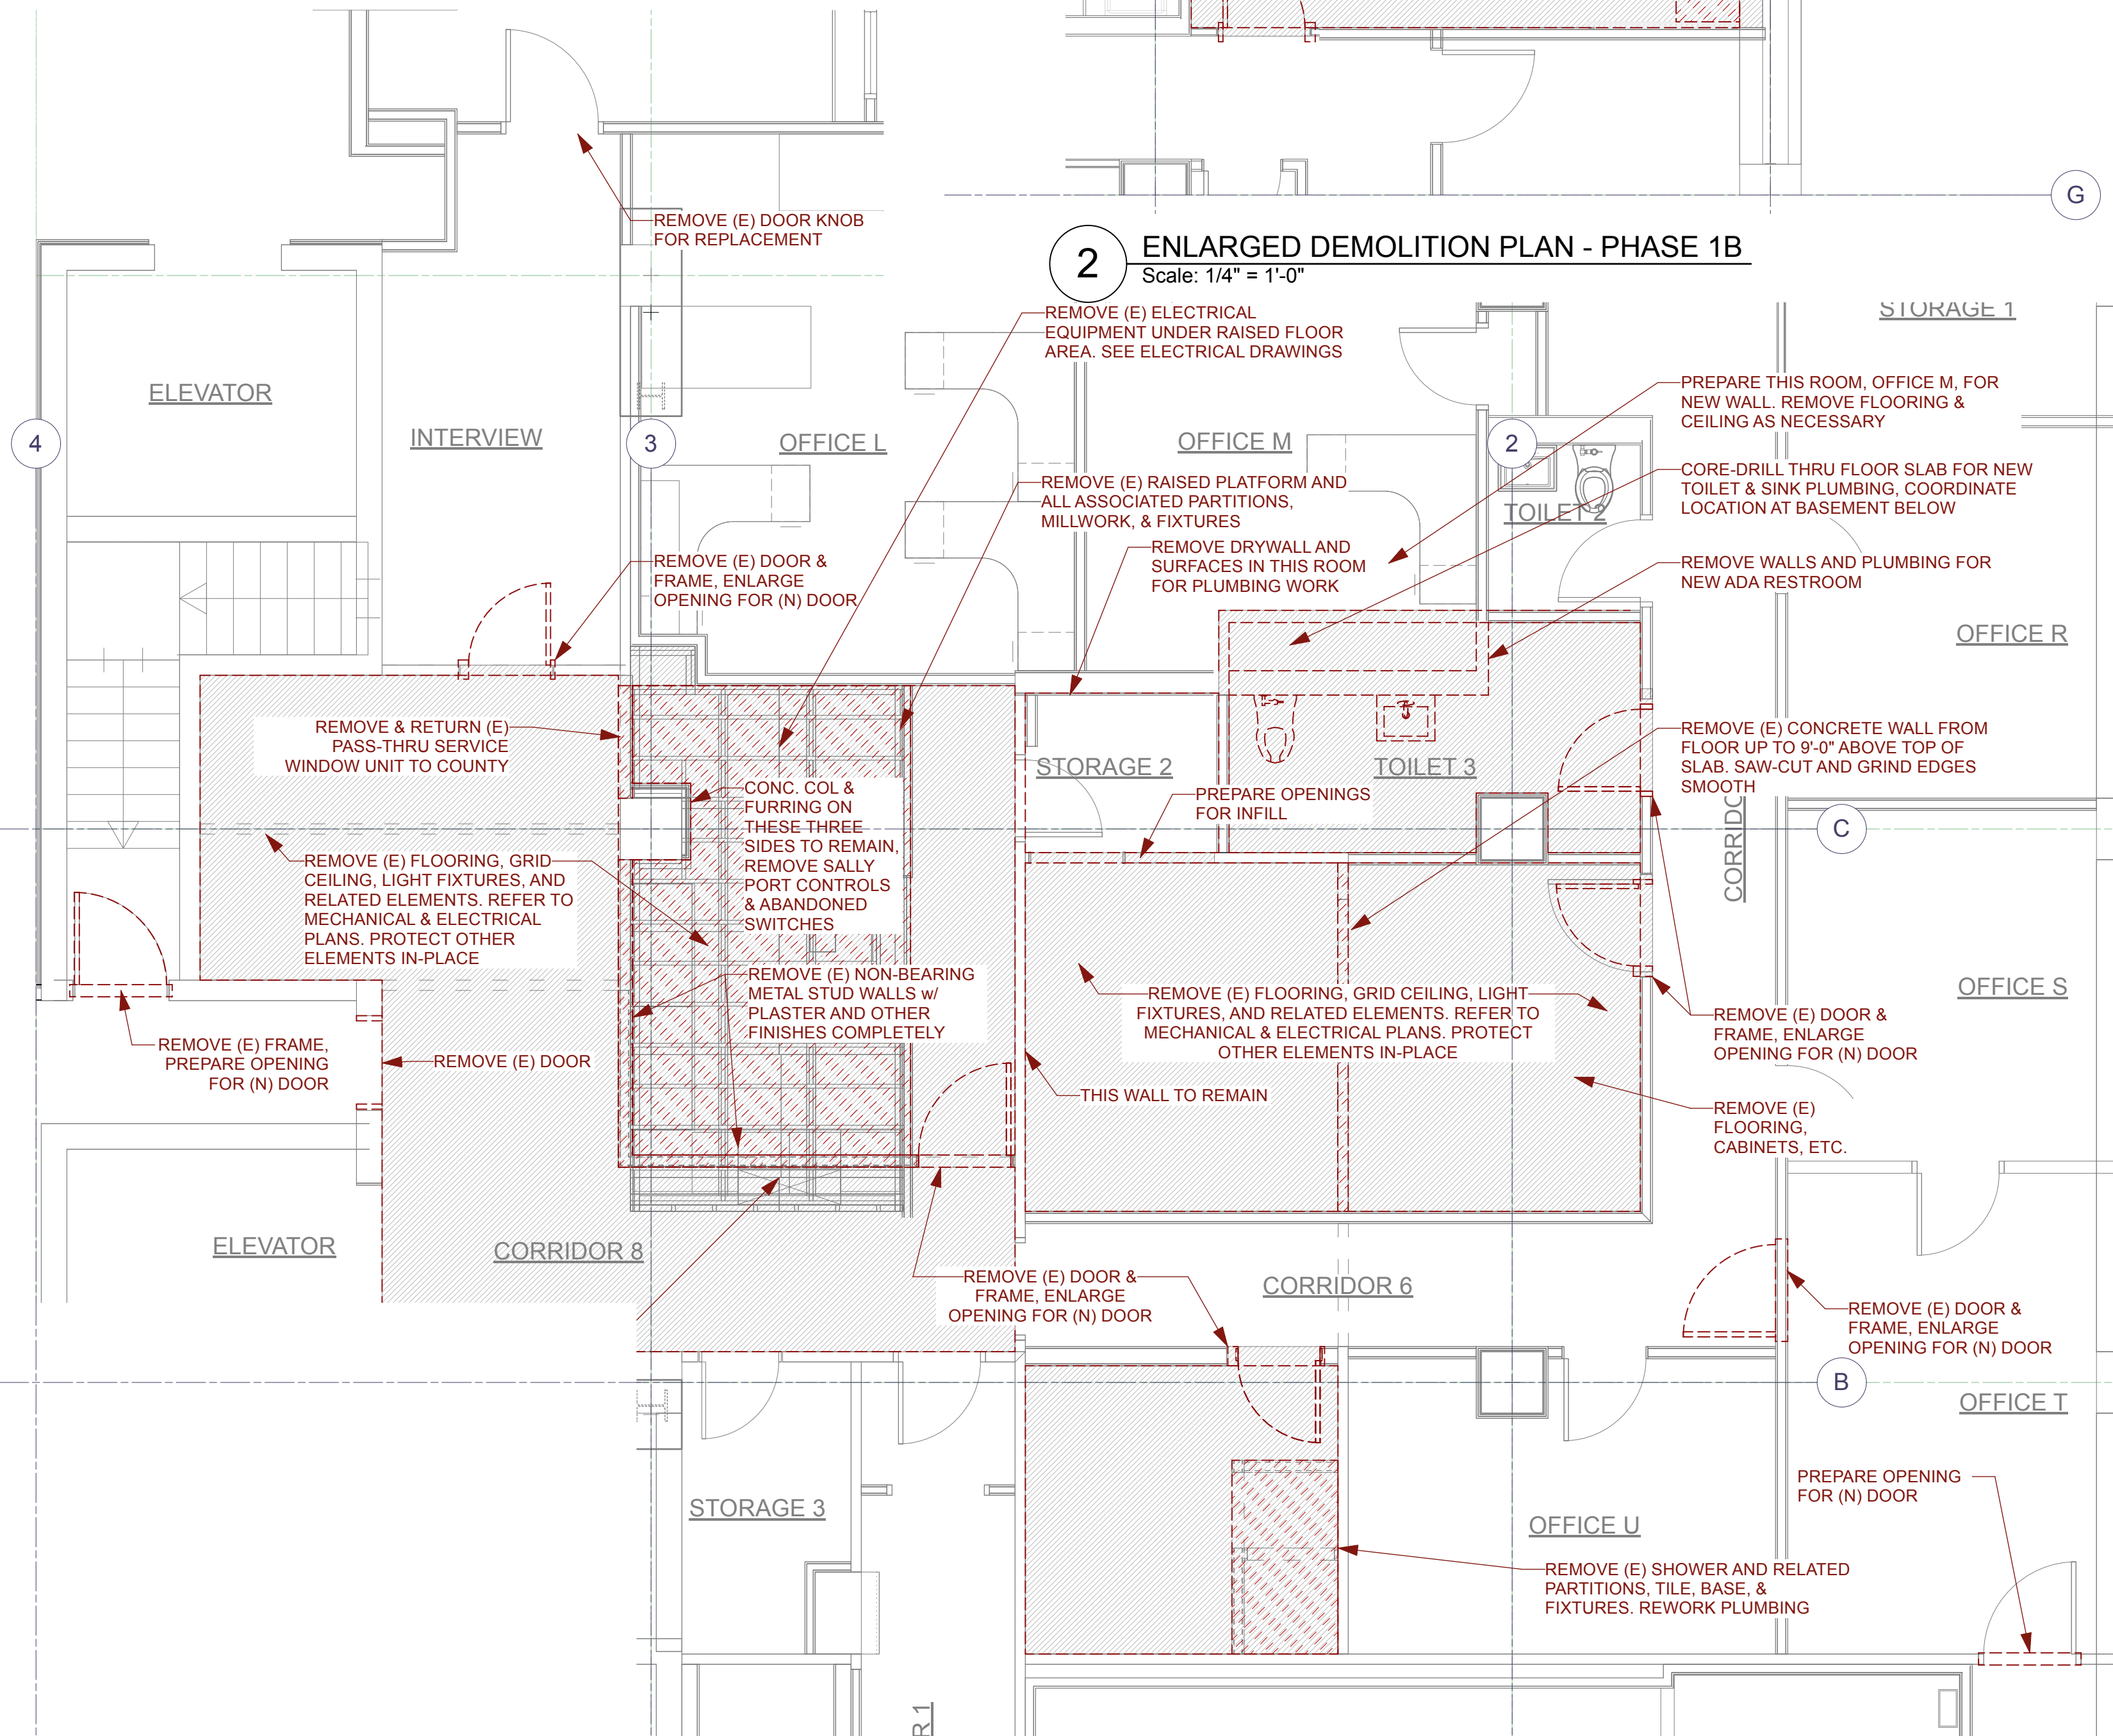 G
2
ENLARGED DEMOLITION PLAN - PHASE 1B
Scale: 1/4" = 1'-0"
REMOVE (E) DOOR KNOB
FOR REPLACEMENT
REMOVE (E) ELECTRICAL
EQUIPMENT UNDER RAISED FLOOR
AREA. SEE ELECTRICAL DRAWINGS
STORAGE 1
ELEVATOR
PREPARE THIS ROOM, OFFICE M, FOR
NEW WALL. REMOVE FLOORING &
CEILING AS NECESSARY
4
INTERVIEW
3
OFFICE L
OFFICE M
2
CORE-DRILL THRU FLOOR SLAB FOR NEW
TOILET & SINK PLUMBING, COORDINATE
LOCATION AT BASEMENT BELOW
REMOVE (E) RAISED PLATFORM AND
ALL ASSOCIATED PARTITIONS,
MILLWORK, & FIXTURES
TOILET 2
REMOVE DRYWALL AND
SURFACES IN THIS ROOM
FOR PLUMBING WORK
REMOVE (E) DOOR &
FRAME, ENLARGE
OPENING FOR (N) DOOR
REMOVE WALLS AND PLUMBING FOR
NEW ADA RESTROOM
OFFICE R
REMOVE & RETURN (E)
PASS-THRU SERVICE
WINDOW UNIT TO COUNTY
REMOVE (E) CONCRETE WALL FROM
FLOOR UP TO 9'-0" ABOVE TOP OF
SLAB. SAW-CUT AND GRIND EDGES
SMOOTH
STORAGE 2
TOILET 3
CONC. COL &
FURRING ON
THESE THREE
SIDES TO REMAIN,
REMOVE SALLY
PORT CONTROLS
& ABANDONED
SWITCHES
PREPARE OPENINGS
FOR INFILL
C
REMOVE (E) FLOORING, GRID
CEILING, LIGHT FIXTURES, AND
RELATED ELEMENTS. REFER TO
MECHANICAL & ELECTRICAL
PLANS. PROTECT OTHER
ELEMENTS IN-PLACE
REMOVE (E) NON-BEARING
METAL STUD WALLS w/
PLASTER AND OTHER
FINISHES COMPLETELY
REMOVE (E) FLOORING, GRID CEILING, LIGHT
FIXTURES, AND RELATED ELEMENTS. REFER TO
MECHANICAL & ELECTRICAL PLANS. PROTECT
OTHER ELEMENTS IN-PLACE
OFFICE S
REMOVE (E) DOOR &
FRAME, ENLARGE
OPENING FOR (N) DOOR
REMOVE (E) FRAME,
PREPARE OPENING
FOR (N) DOOR
REMOVE (E) DOOR
THIS WALL TO REMAIN
REMOVE (E)
FLOORING,
CABINETS, ETC.
ELEVATOR
CORRIDOR 8
REMOVE (E) DOOR &
FRAME, ENLARGE
OPENING FOR (N) DOOR
CORRIDOR 6
REMOVE (E) DOOR &
FRAME, ENLARGE
OPENING FOR (N) DOOR
B
OFFICE T
STORAGE 3
PREPARE OPENING
FOR (N) DOOR
OFFICE U
REMOVE (E) SHOWER AND RELATED
PARTITIONS, TILE, BASE, &
FIXTURES. REWORK PLUMBING
R 1